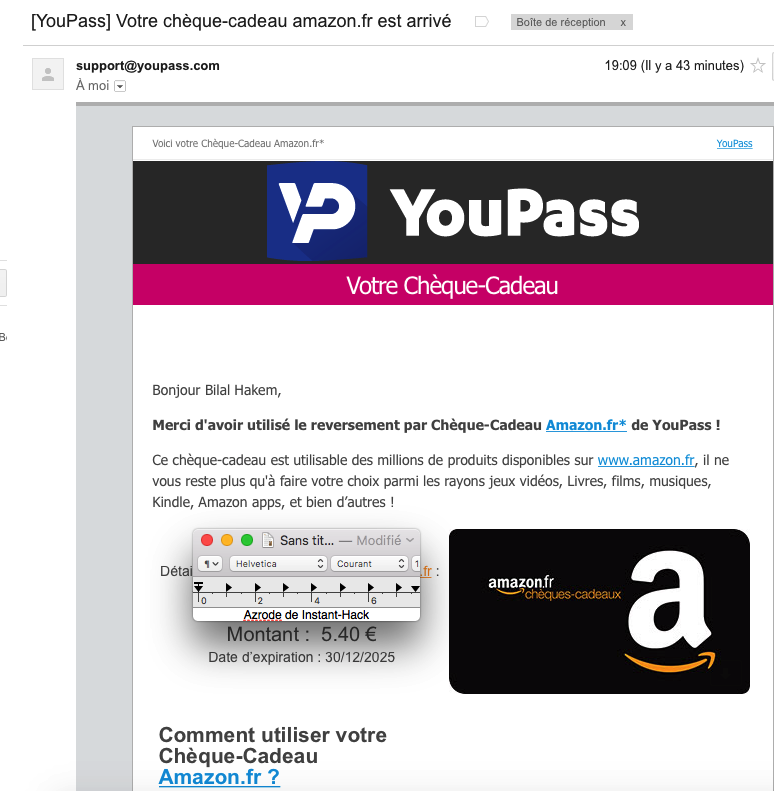 [YouPass] Votre chèque-cadeau amazon.fr est arrivé
Boîte de réception x
support@youpass.com
19:09 (Il y a 43 minutes)
À moi
Voici votre Chèque-Cadeau Amazon.fr*
YouPass
YouPass
Votre Chèque-Cadeau
Bonjour Bilal Hakem,
Merci d'avoir utilisé le reversement par Chèque-Cadeau Amazon.fr* de YouPass !
Ce chèque-cadeau est utilisable des millions de produits disponibles sur www.amazon.fr, il ne
vous reste plus qu'à faire votre choix parmi les rayons jeux vidéos, Livres, films, musiques,
Kindle, Amazon apps, et bien d’autres !
Sans tit... — Modifié
Détai
.fr :
¶ Helvetica Courant 1
0 2 4 6
Azrode de Instant-Hack
Montant : 5.40 €
Date d’expiration : 30/12/2025
amazon.fr
chèques-cadeaux
a
Comment utiliser votre
Chèque-Cadeau
Amazon.fr ?